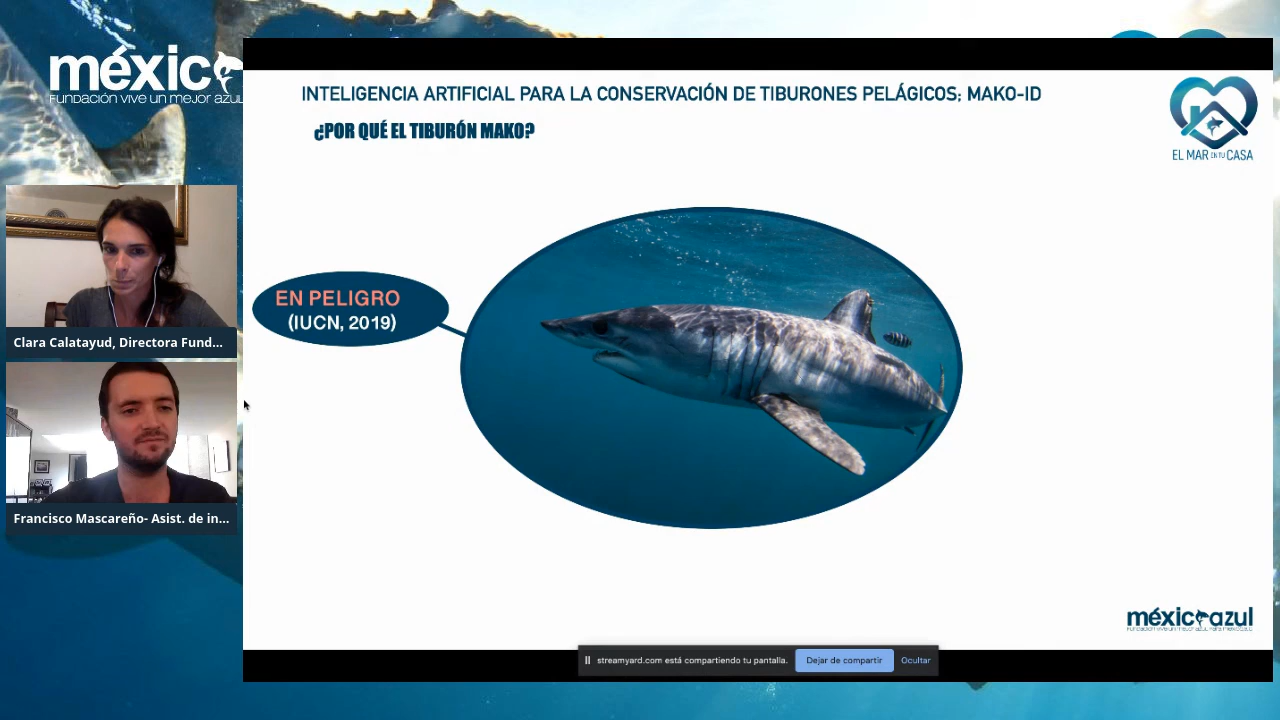 méxic
FUNDACIÓN VIVE UN MEJOR AZUL
INTELIGENCIA ARTIFICIAL PARA LA CONSERVACIÓN DE TIBURONES PELÁGICOS: MAKO-ID
¿POR QUÉ EL TIBURÓN MAKO?
EL MAR EN TU CASA
EN PELIGRO
(IUCN, 2019)
Clara Calatayud, Directora Fund...
Francisco Mascareño- Asist. de in...
méxicoazul
streamyard.com está compartiendo tu pantalla.
Dejar de compartir
Ocultar